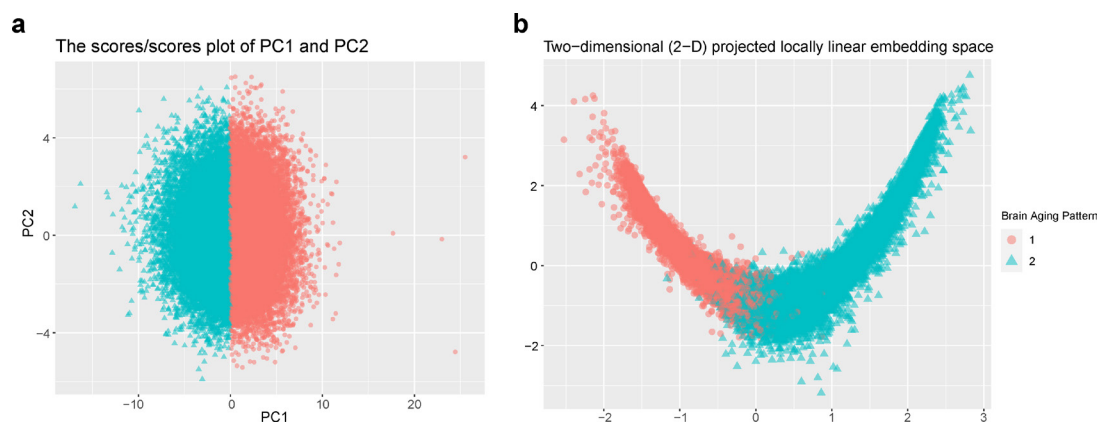 a
The scores/scores plot of PC1 and PC2
PC2
4
0
−4
−10
0
10
20
PC1
b
Two−dimensional (2−D) projected locally linear embedding space
4
2
0
−2
−2
−1
0
1
2
3
Brain Aging Pattern
1
2